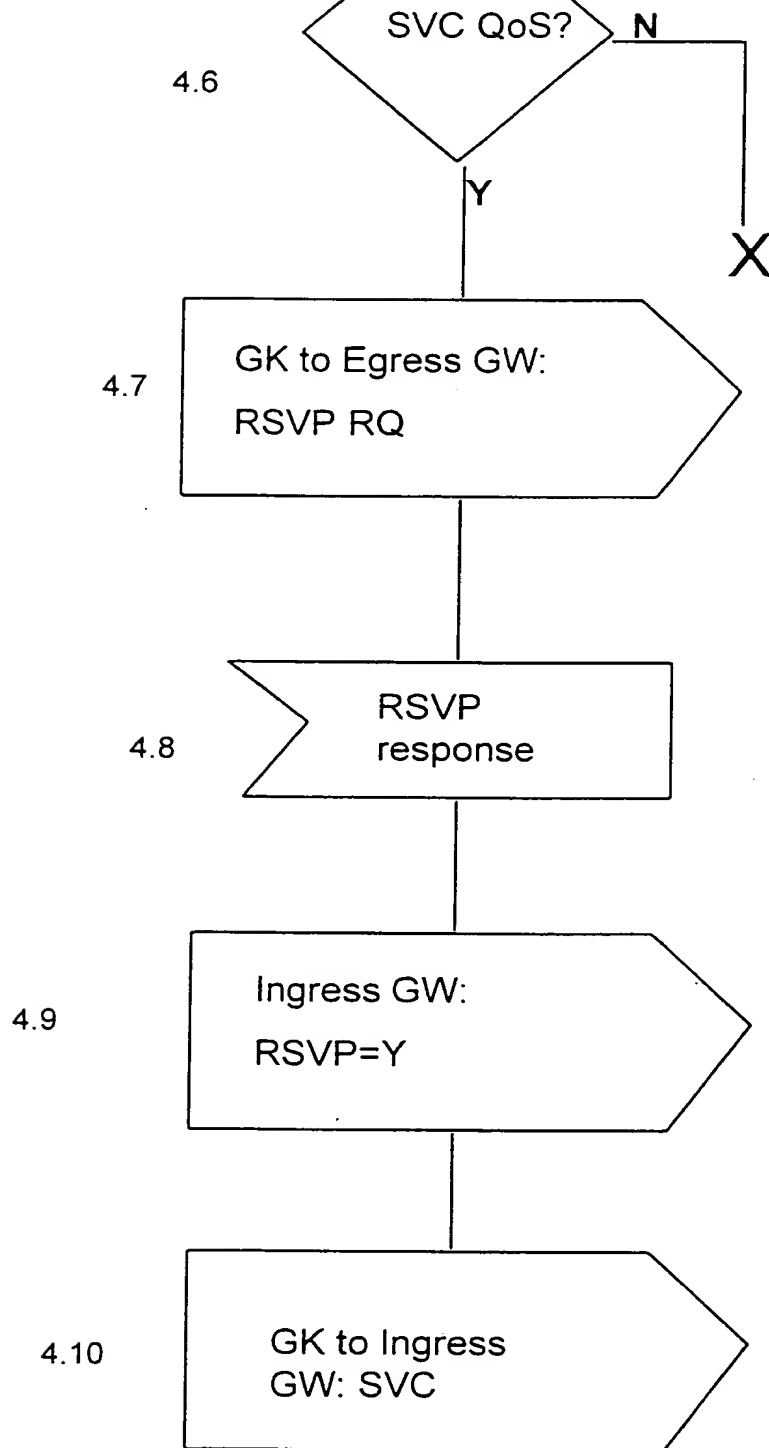 SVC QoS?
N
4.6
Y
X
GK to Egress GW:
4.7
RSVP RQ
RSVP
4.8
response
Ingress GW:
4.9
RSVP=Y
GK to Ingress
4.10
GW: SVC